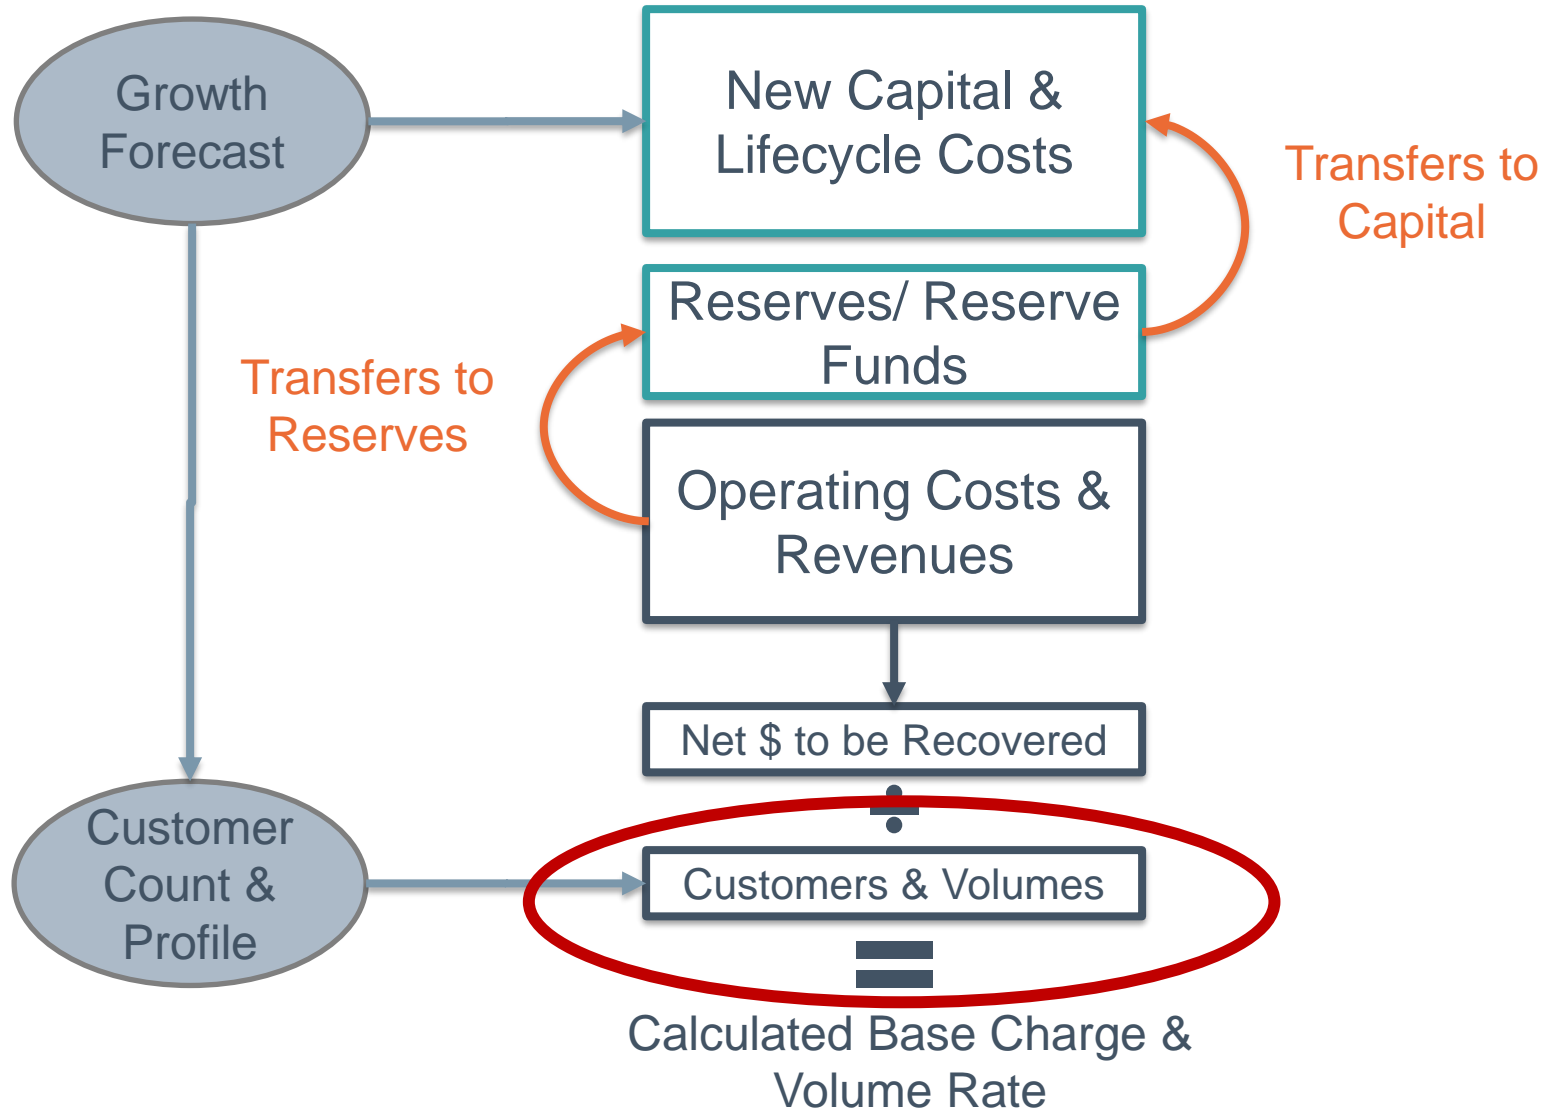 Growth
Forecast
New Capital &
Lifecycle Costs
Transfers to
Capital
Reserves/ Reserve
Funds
Transfers to
Reserves
Operating Costs &
Revenues
Net $ to be Recovered
÷
Customer
Count &
Profile
Customers & Volumes
=
Calculated Base Charge &
Volume Rate